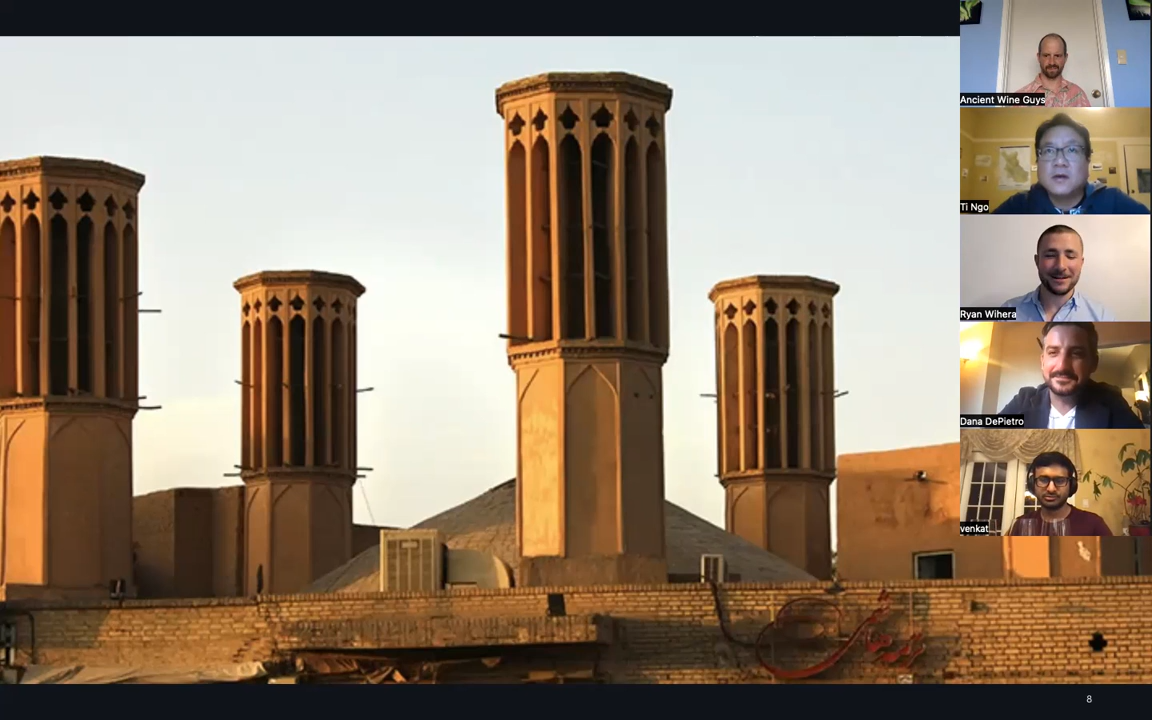 Ancient Wine Guys
Ti Ngo
Ryan Wihera
Dana DePietro
venkat
8